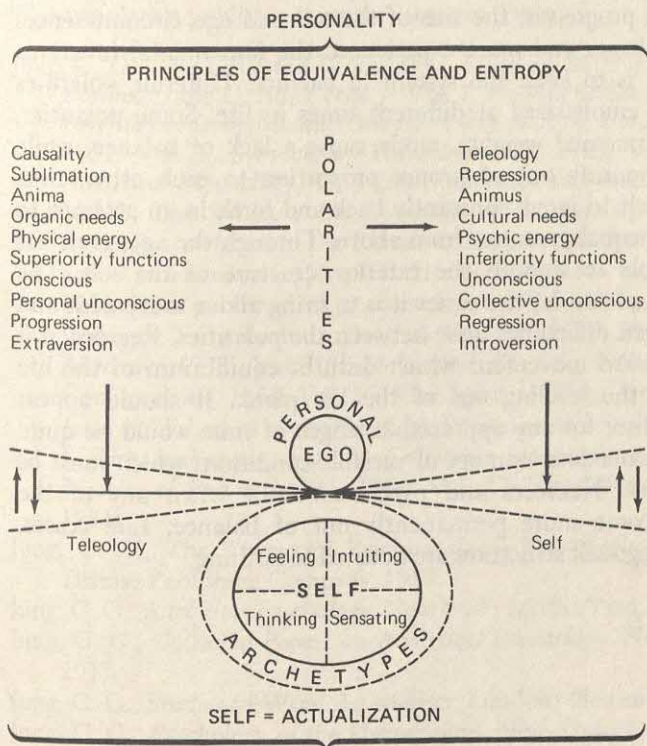 PERSONALITY
PRINCIPLES OF EQUIVALENCE AND ENTROPY
Causality
Sublimation
Anima
Organic needs
Physical energy
Superiority functions
Conscious
Personal unconscious
Progression
Extraversion
POLARITIES
Teleology
Repression
Animus
Cultural needs
Psychic energy
Inferiority functions
Unconscious
Collective unconscious
Regression
Introversion
PERSONAL
EGO
Teleology
Self
Feeling Intuiting
SELF
Thinking Sensating
ARCHETYPES
SELF = ACTUALIZATION